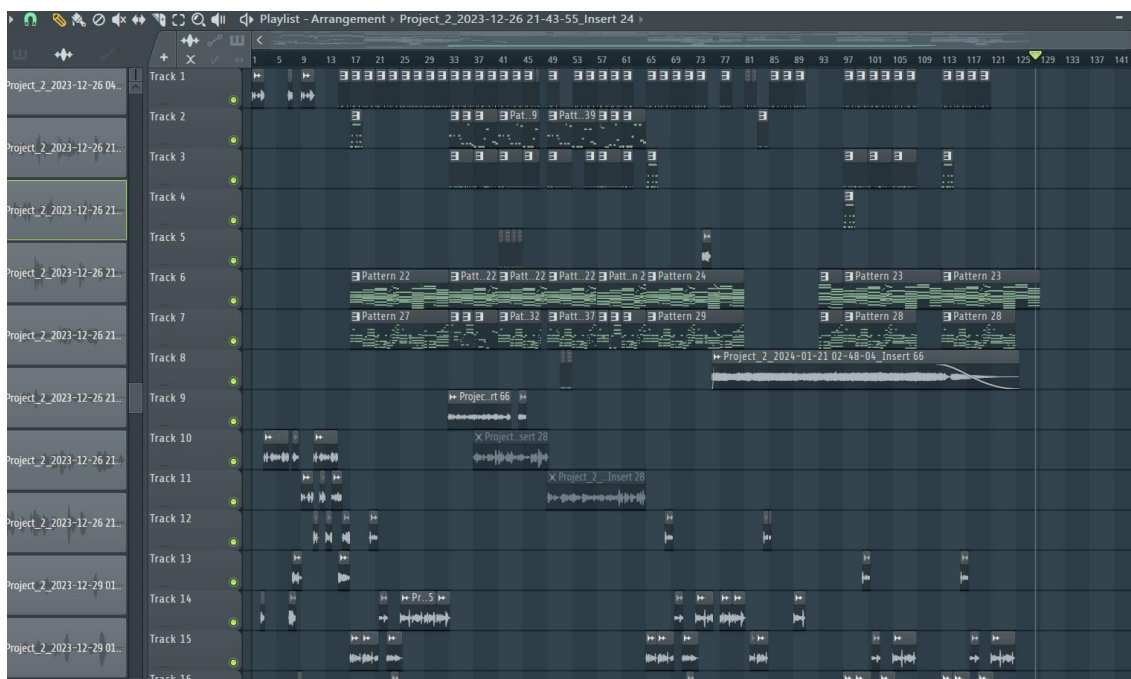 Playlist - Arrangement › Project_2_2023-12-26 21-43-55_Insert 24 ›
1 5 9 13 17 21 25 29 33 37 41 45 49 53 57 61 65 69 73 77 81 85 89 93 97 101 105 109 113 117 121 125 129 133 137 141
Project_2_2023-12-26 04..
Track 1
Track 2
Pat..9 Patt..39
Project_2_2023-12-26 21..
Track 3
Project_2_2023-12-26 21..
Track 4
Track 5
Project_2_2023-12-26 21..
Track 6
Pattern 22 Patt..22 Patt..22 Patt..22 Patt..n 2 Pattern 24 Pattern 23 Pattern 23
Track 7
Pattern 27 Pat..32 Patt..37 Pattern 29 Pattern 28 Pattern 28
Project_2_2023-12-26 21..
Track 8
Project_2_2024-01-21 02-48-04_Insert 66
Project_2_2023-12-26 21..
Track 9
Projec..rt 66
Track 10
Project..sert 28
Project_2_2023-12-26 21..
Track 11
Project_2_ ..Insert 28
Project_2_2023-12-26 21..
Track 12
Track 13
Project_2_2023-12-29 01..
Track 14
Pr..5
Track 15
Project_2_2023-12-29 01..
Track 16